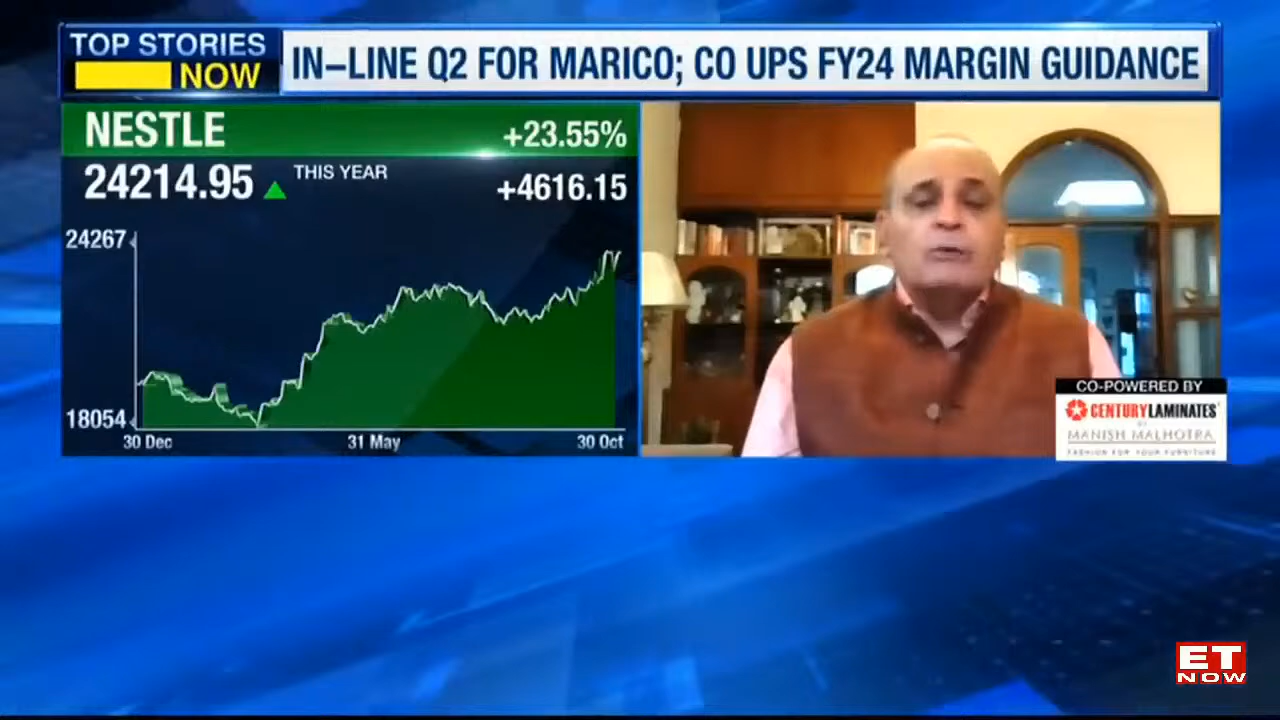 TOP STORIES
NOW
IN-LINE Q2 FOR MARICO; CO UPS FY24 MARGIN GUIDANCE
NESTLE
+23.55%
24214.95
THIS YEAR
+4616.15
24267
18054
30 Dec
31 May
30 Oct
CO-POWERED BY
CENTURYLAMINATES
BY
MANISH MALHOTRA
FASHION FOR YOUR FURNITURE
ET
NOW